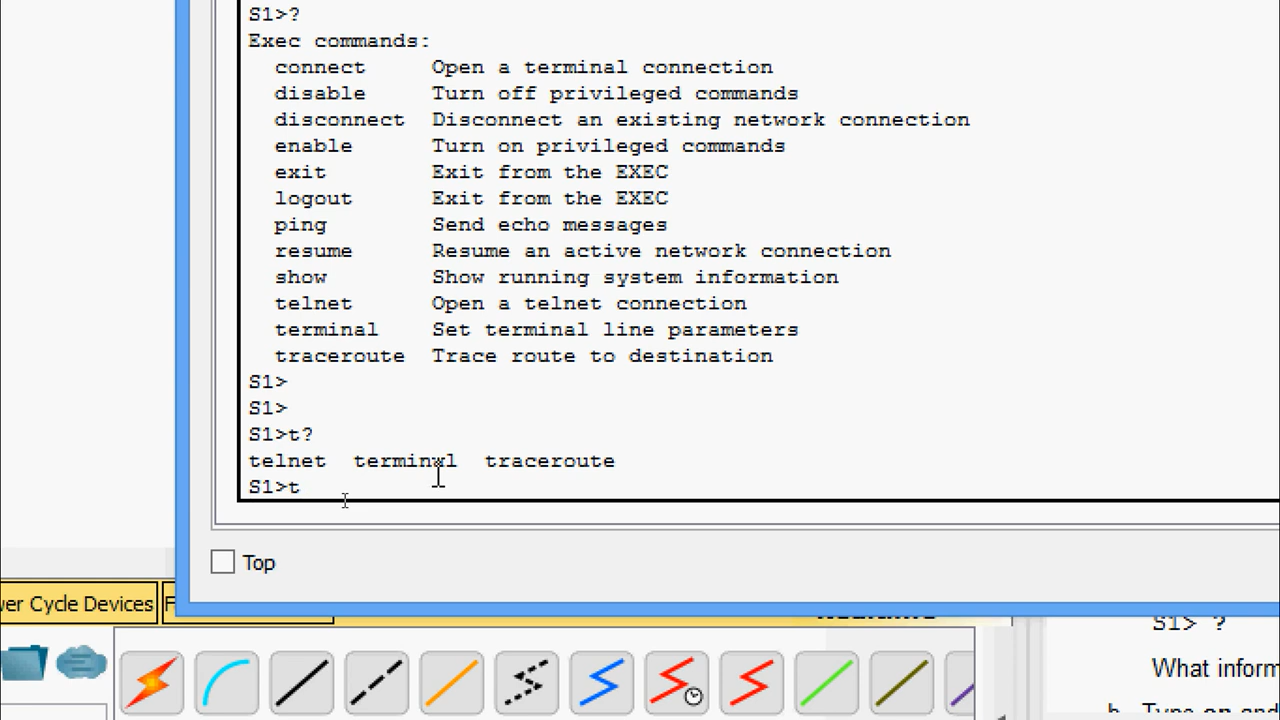 S1>?
Exec commands:
connect Open a terminal connection
disable Turn off privileged commands
disconnect Disconnect an existing network connection
enable Turn on privileged commands
exit Exit from the EXEC
logout Exit from the EXEC
ping Send echo messages
resume Resume an active network connection
show Show running system information
telnet Open a telnet connection
terminal Set terminal line parameters
traceroute Trace route to destination
S1>
S1>
S1>t?
telnet terminal traceroute
S1>t
Top
wer Cycle Devices F
S1> ?
What inform